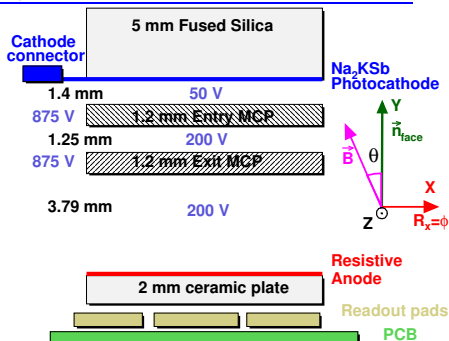 5 mm Fused Silica
Cathode
connector
Na2KSb
Photocathode
1.4 mm
50 V
875 V
1.2 mm Entry MCP
1.25 mm
200 V
875 V
1.2 mm Exit MCP
3.79 mm
200 V
Y
n face
B
θ
X
Z
Rx=ϕ
Resistive
Anode
2 mm ceramic plate
Readout pads
PCB